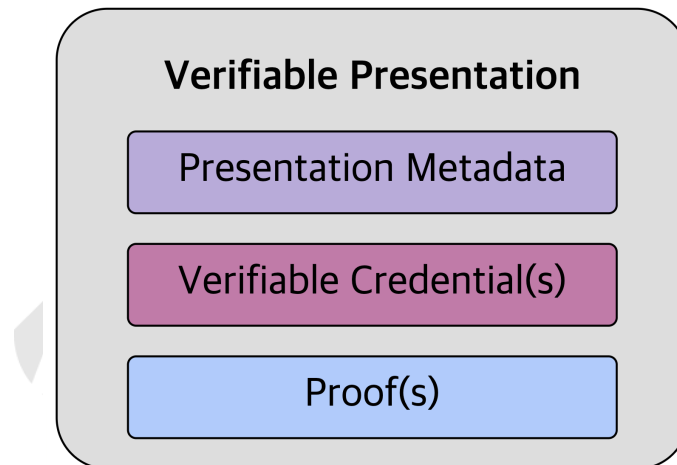 Verifiable Presentation
Presentation Metadata
Verifiable Credential(s)
Proof(s)